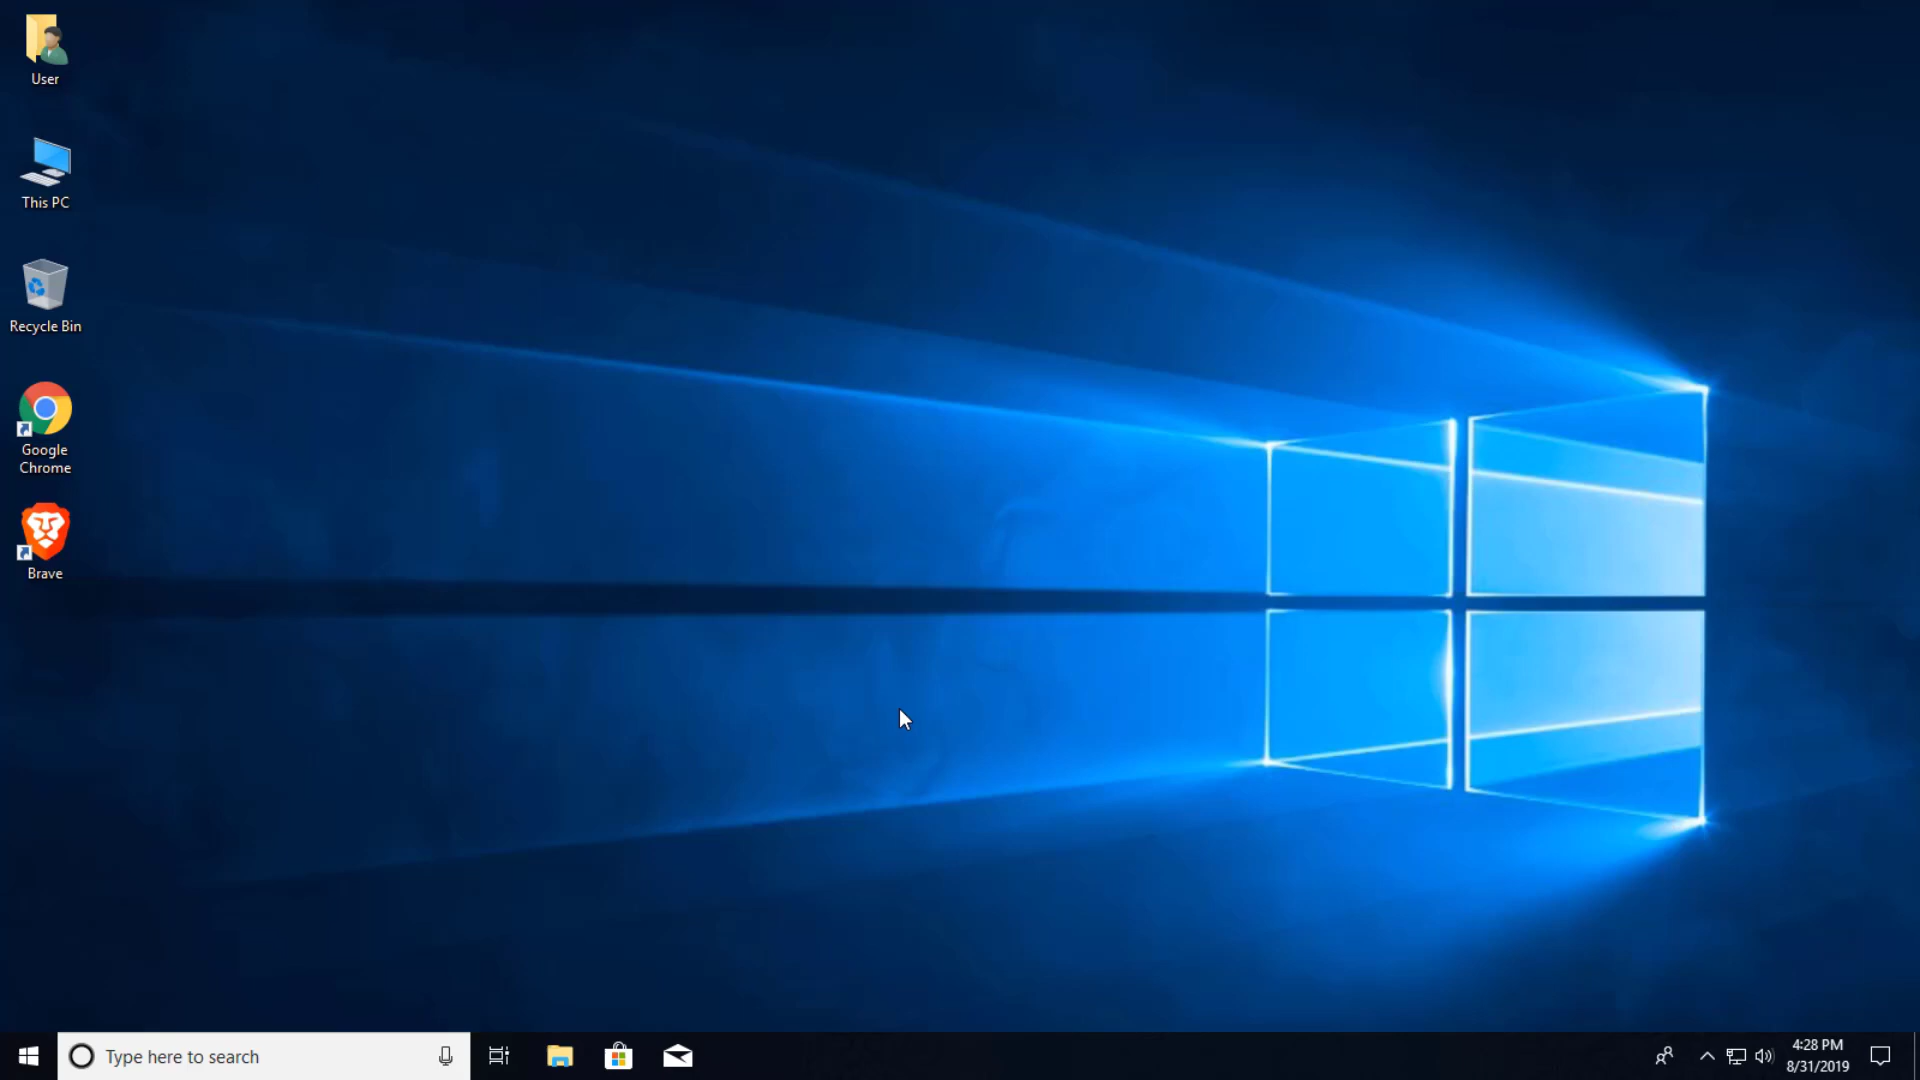 User
This PC
Recycle Bin
Google
Chrome
Brave
Type here to search
4:28 PM
8/31/2019